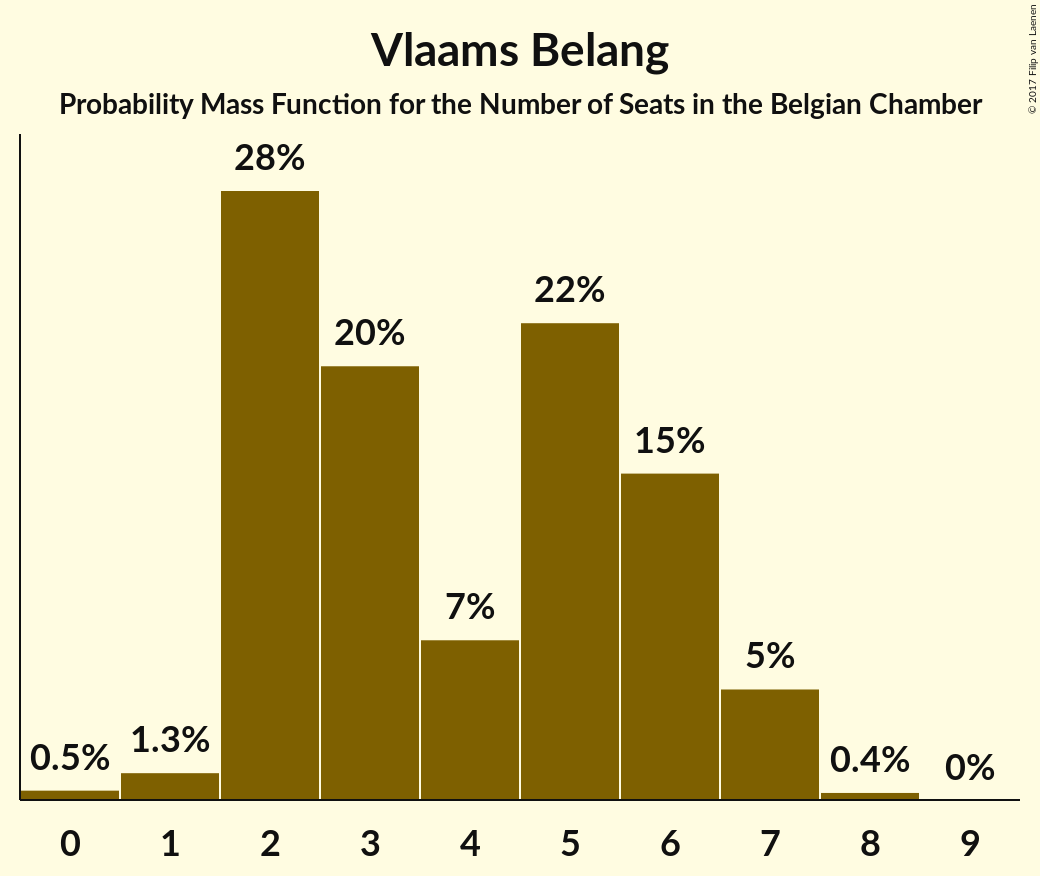 Vlaams Belang
Probability Mass Function for the Number of Seats in the Belgian Chamber
© 2017 Filip van Laenen
28%
22%
20%
15%
7%
5%
1.3%
0.5%
0.4%
0%
0 1 2 3 4 5 6 7 8 9